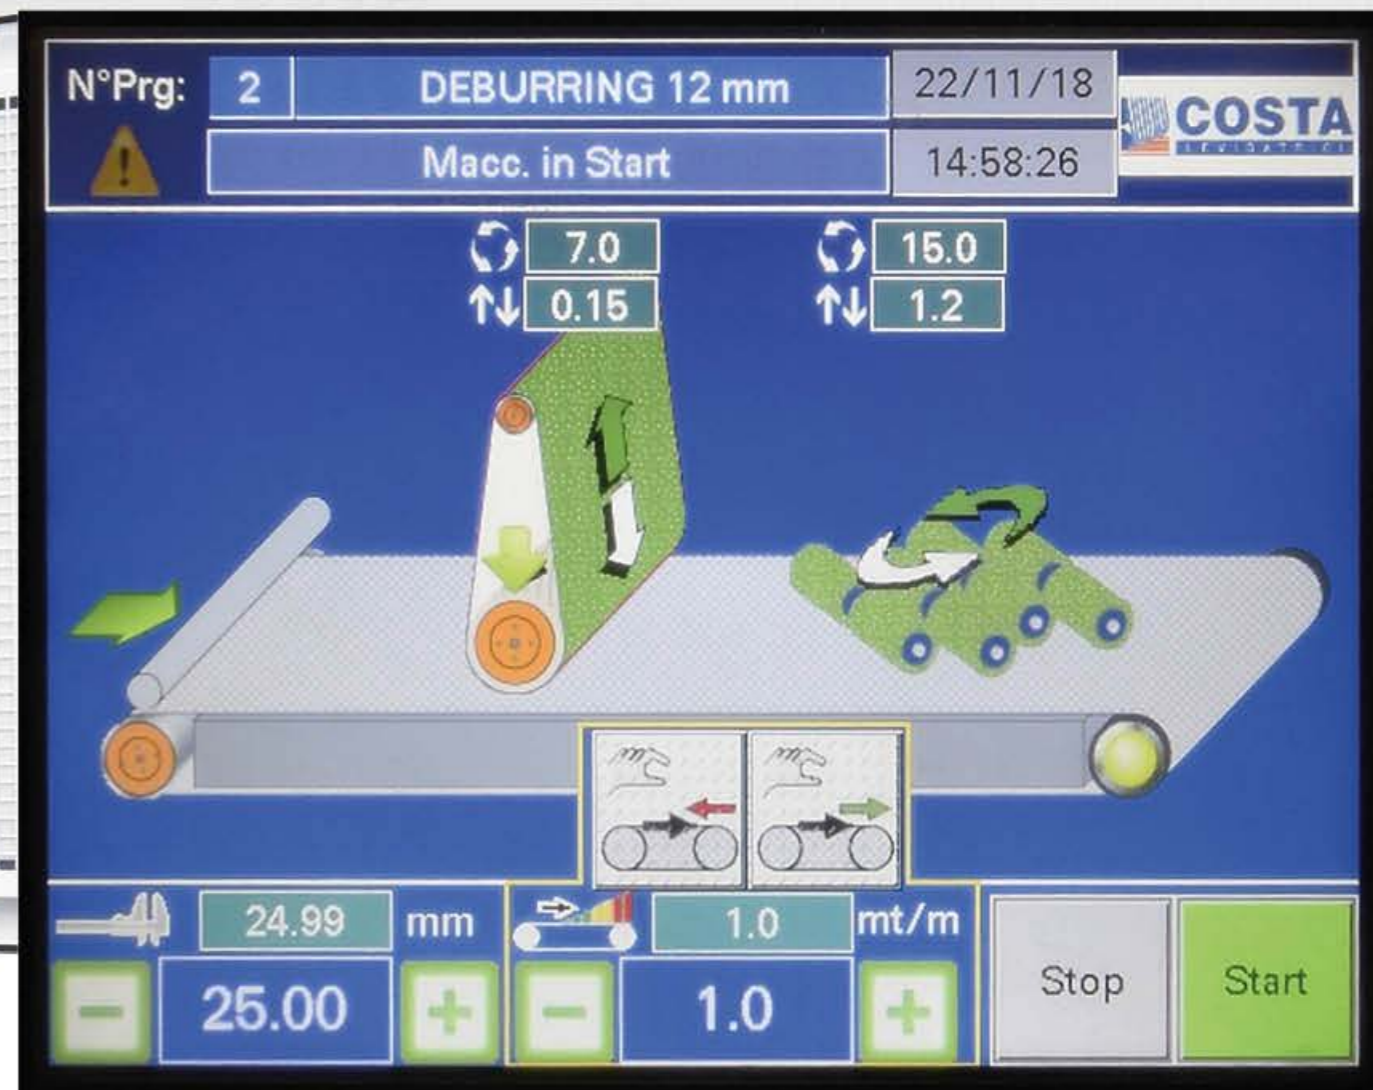 N°Prg: 2 DEBURRING 12 mm 22/11/18
Macc. in Start 14:58:26
COSTA
LEVIGATRICI
7.0 15.0
0.15 1.2
24.99 mm 1.0 mt/m
25.00 1.0
Stop Start